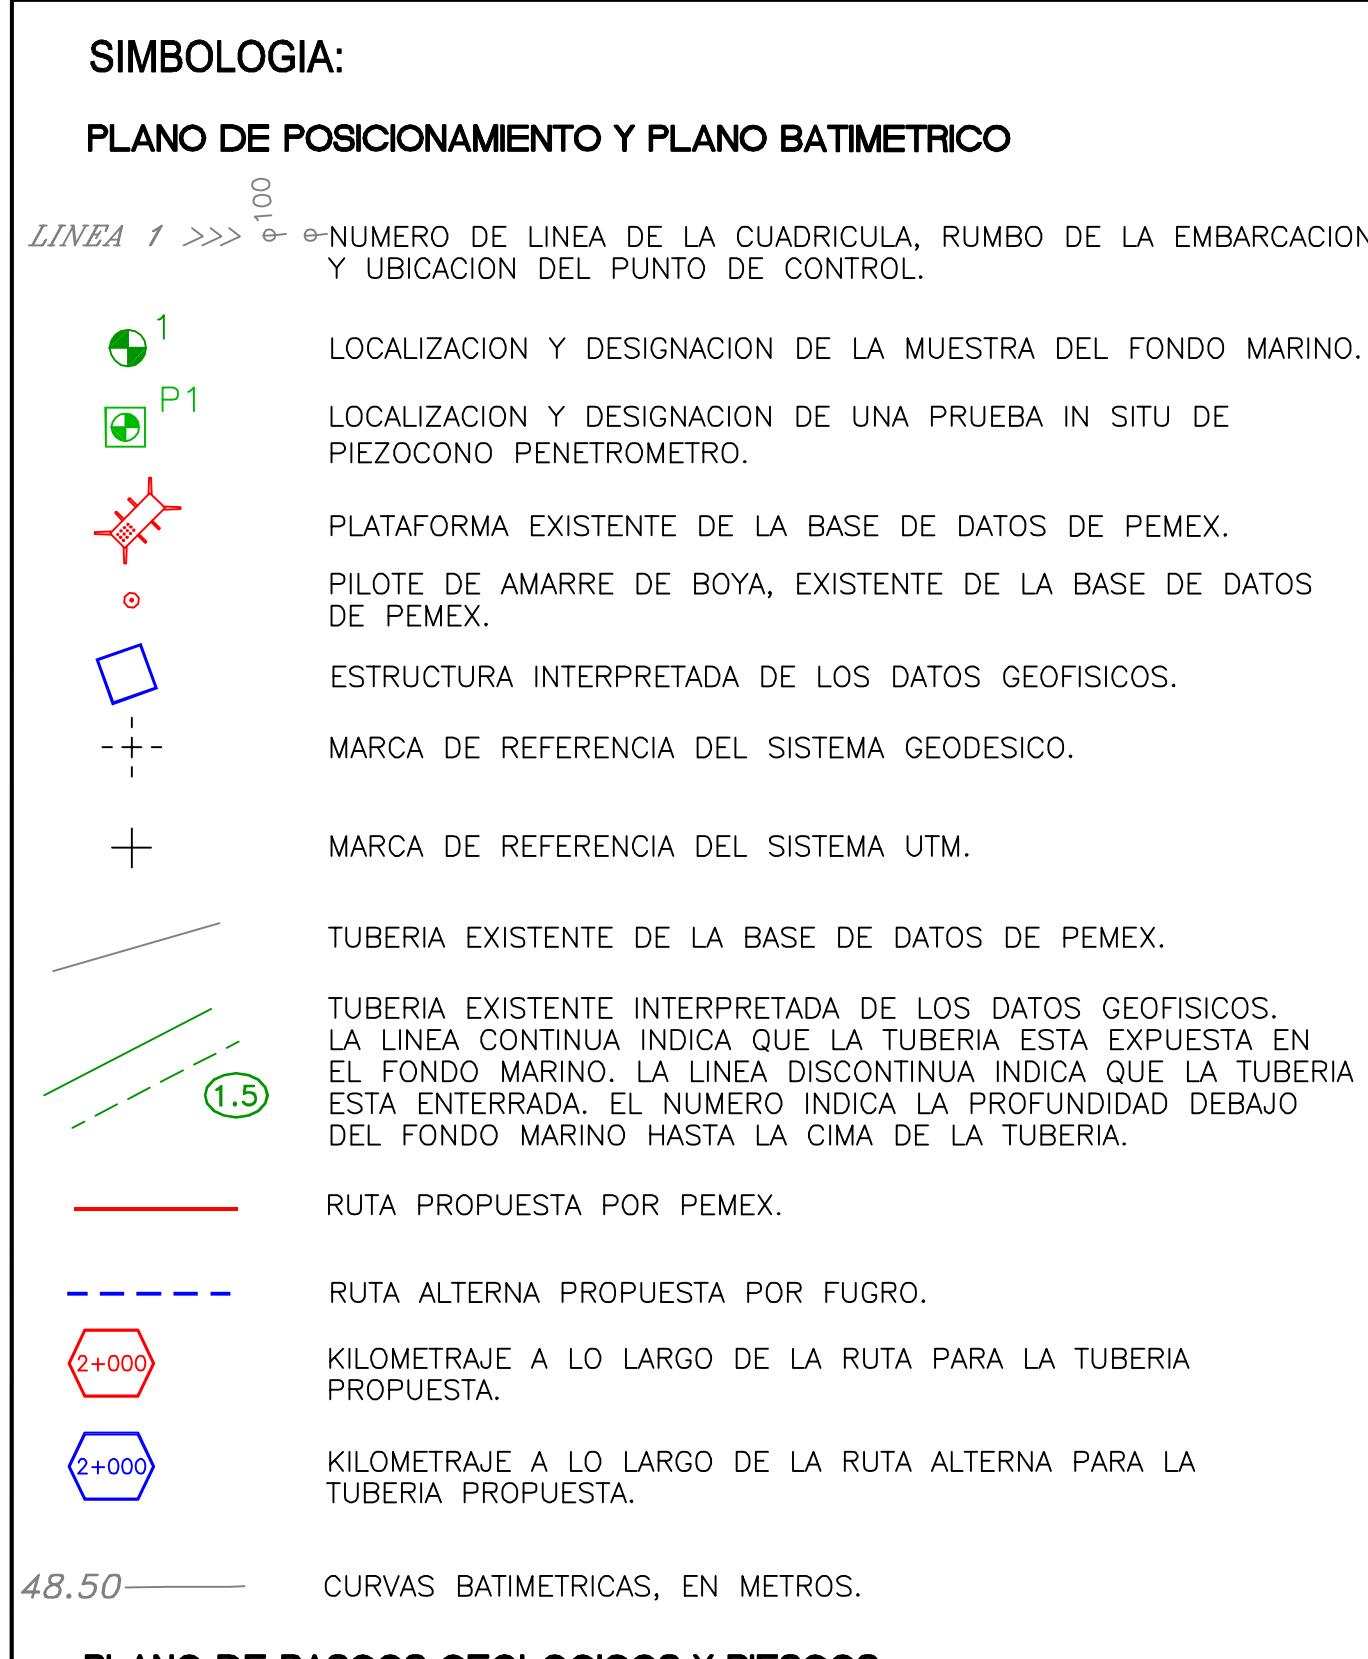 SIMBOLOGIA:
PLANO DE POSICIONAMIENTO Y PLANO BATIMETRICO
LINEA 1 >>> 100 NUMERO DE LINEA DE LA CUADRICULA, RUMBO DE LA EMBARCACION
Y UBICACION DEL PUNTO DE CONTROL.
1 LOCALIZACION Y DESIGNACION DE LA MUESTRA DEL FONDO MARINO.
P1 LOCALIZACION Y DESIGNACION DE UNA PRUEBA IN SITU DE
PIEZOCONO PENETROMETRO.
PLATAFORMA EXISTENTE DE LA BASE DE DATOS DE PEMEX.
PILOTE DE AMARRE DE BOYA, EXISTENTE DE LA BASE DE DATOS
DE PEMEX.
ESTRUCTURA INTERPRETADA DE LOS DATOS GEOFISICOS.
MARCA DE REFERENCIA DEL SISTEMA GEODESICO.
MARCA DE REFERENCIA DEL SISTEMA UTM.
TUBERIA EXISTENTE DE LA BASE DE DATOS DE PEMEX.
TUBERIA EXISTENTE INTERPRETADA DE LOS DATOS GEOFISICOS.
LA LINEA CONTINUA INDICA QUE LA TUBERIA ESTA EXPUESTA EN
EL FONDO MARINO. LA LINEA DISCONTINUA INDICA QUE LA TUBERIA
1.5 ESTA ENTERRADA. EL NUMERO INDICA LA PROFUNDIDAD DEBAJO
DEL FONDO MARINO HASTA LA CIMA DE LA TUBERIA.
RUTA PROPUESTA POR PEMEX.
RUTA ALTERNA PROPUESTA POR FUGRO.
2+000 KILOMETRAJE A LO LARGO DE LA RUTA PARA LA TUBERIA
PROPUESTA.
2+000 KILOMETRAJE A LO LARGO DE LA RUTA ALTERNA PARA LA
TUBERIA PROPUESTA.
48.50 CURVAS BATIMETRICAS, EN METROS.
PLANO DE RASGOS GEOLOGICOS Y RIESGOS